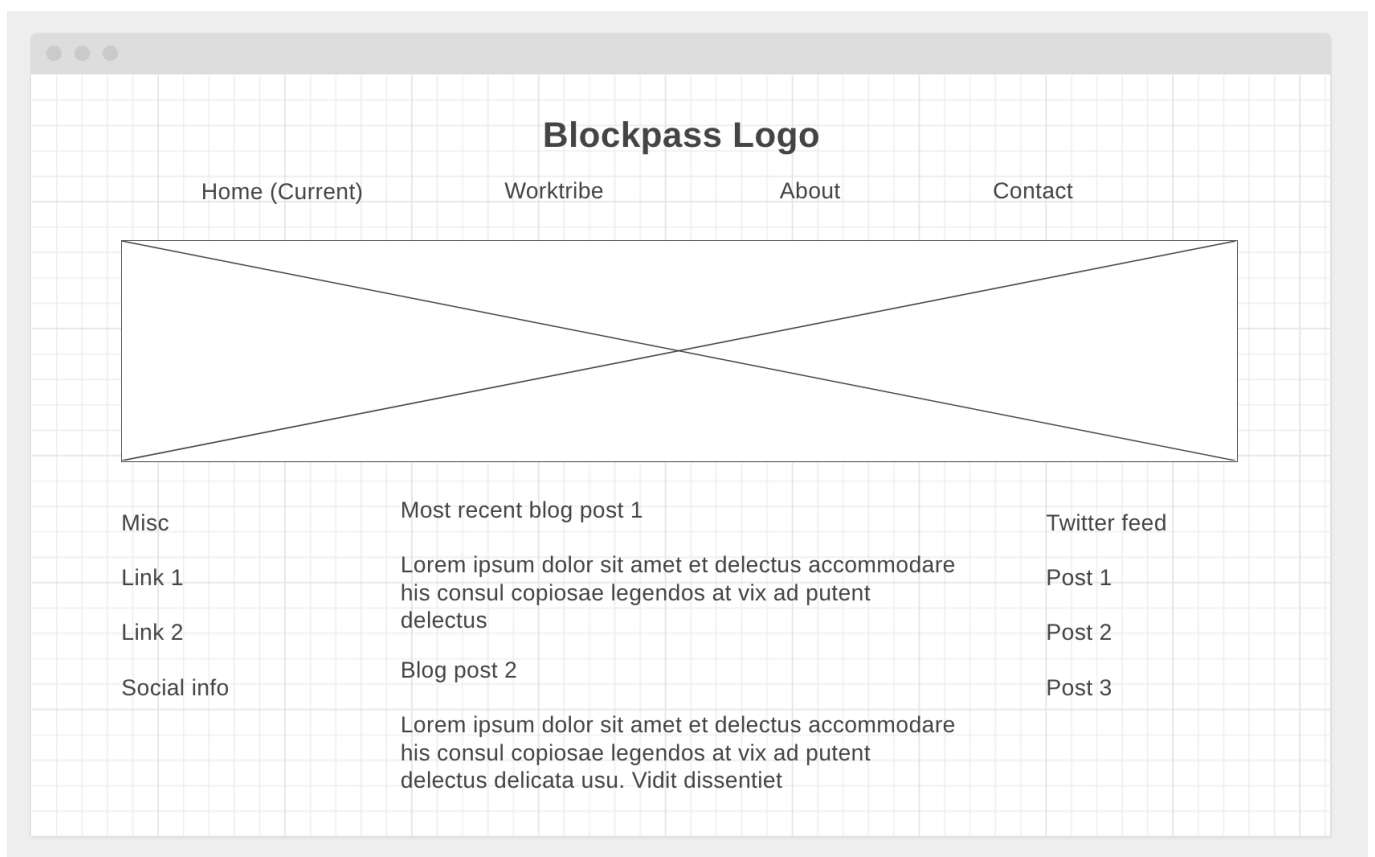 Blockpass Logo
Home (Current) Worktribe About Contact
Misc
Link 1
Link 2
Social info
Most recent blog post 1
Lorem ipsum dolor sit amet et delectus accommodare
his consul copiosae legendos at vix ad putent
delectus
Blog post 2
Lorem ipsum dolor sit amet et delectus accommodare
his consul copiosae legendos at vix ad putent
delectus delicata usu. Vidit dissentiet
Twitter feed
Post 1
Post 2
Post 3